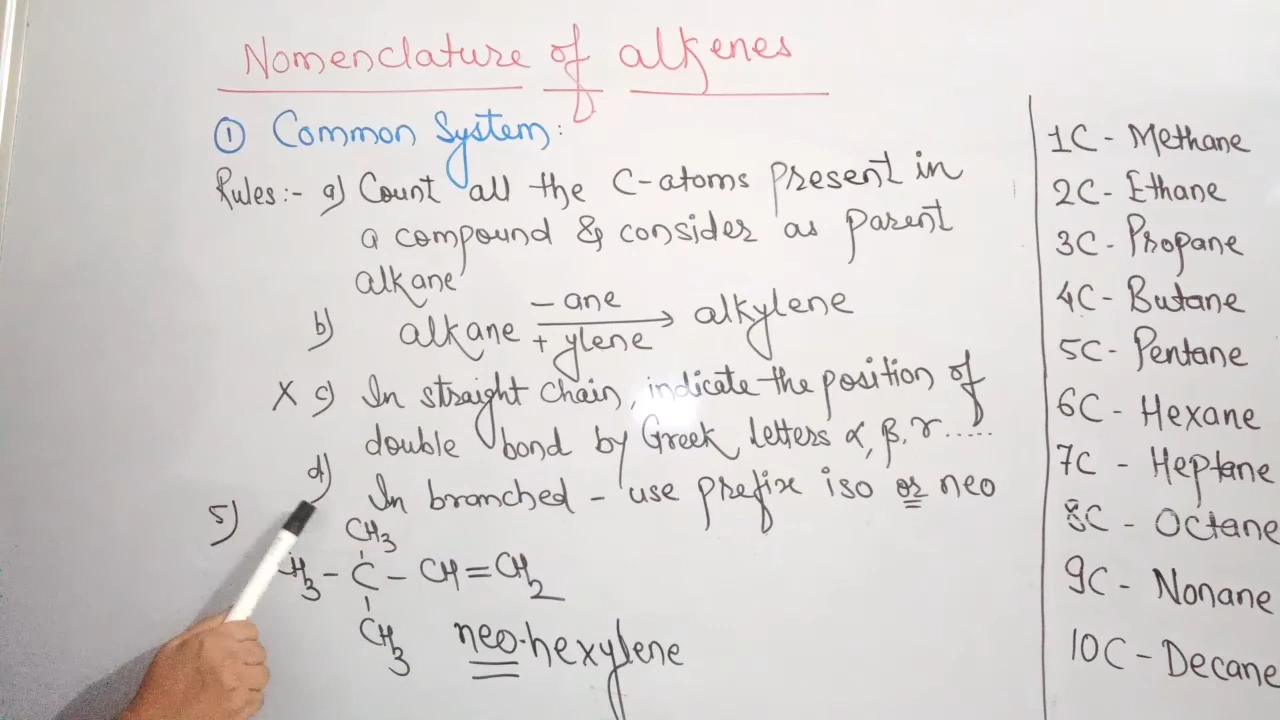 Nomenclature of alkenes
① Common System:
Rules:- a) Count all the C-atoms present in
a compound & consider as parent
alkane
b) alkane - ane + ylene → alkylene
X c) In straight chain, indicate the position of
double bond by Greek letters α, β, γ.....
d) In branched - use prefix iso or neo
5)
CH3
H3 - C - CH = CH2
CH3
neo-hexylene
1C - Methane
2C - Ethane
3C - Propane
4C - Butane
5C - Pentane
6C - Hexane
7C - Heptane
8C - Octane
9C - Nonane
10C - Decane